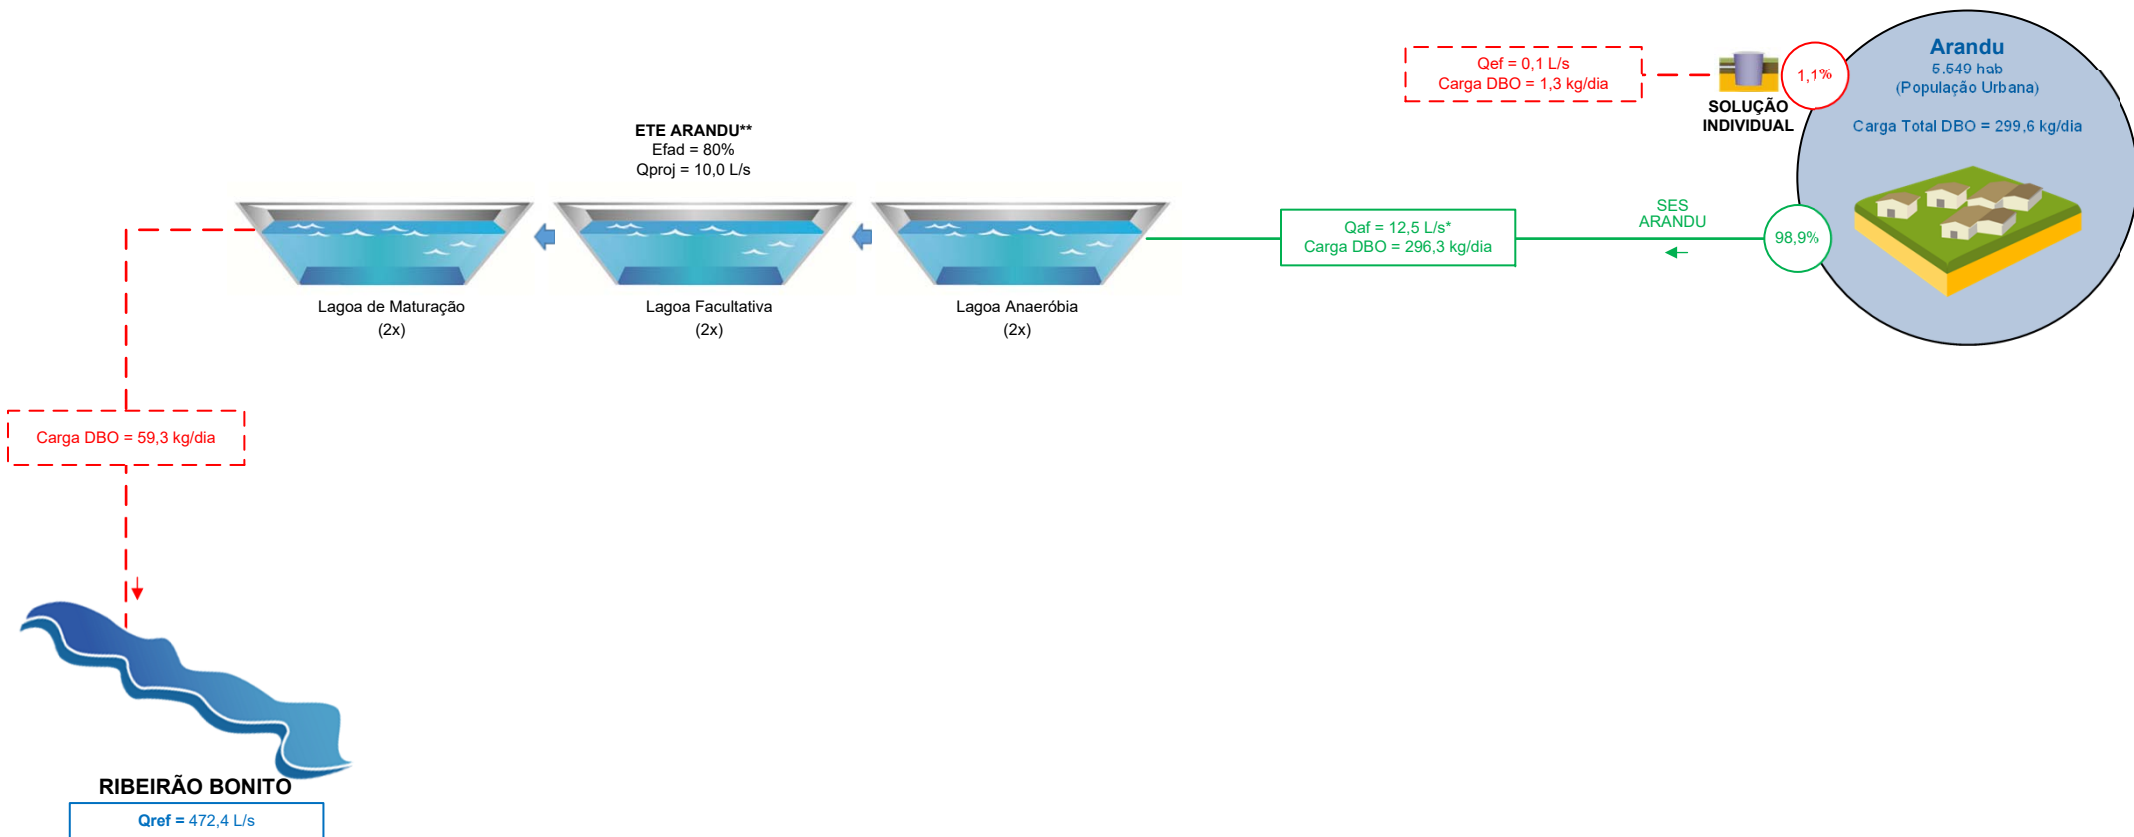 Arandu
5.549 hab
(População Urbana)
Carga Total DBO = 299,6 kg/dia
1,1%
SOLUÇÃO
INDIVIDUAL
Qef = 0,1 L/s
Carga DBO = 1,3 kg/dia
98,9%
SES
ARANDU
Qaf = 12,5 L/s*
Carga DBO = 296,3 kg/dia
ETE ARANDU**
Efad = 80%
Qproj = 10,0 L/s
Lagoa de Maturação
(2x)
Lagoa Facultativa
(2x)
Lagoa Anaeróbia
(2x)
Carga DBO = 59,3 kg/dia
RIBEIRÃO BONITO
Qref = 472,4 L/s